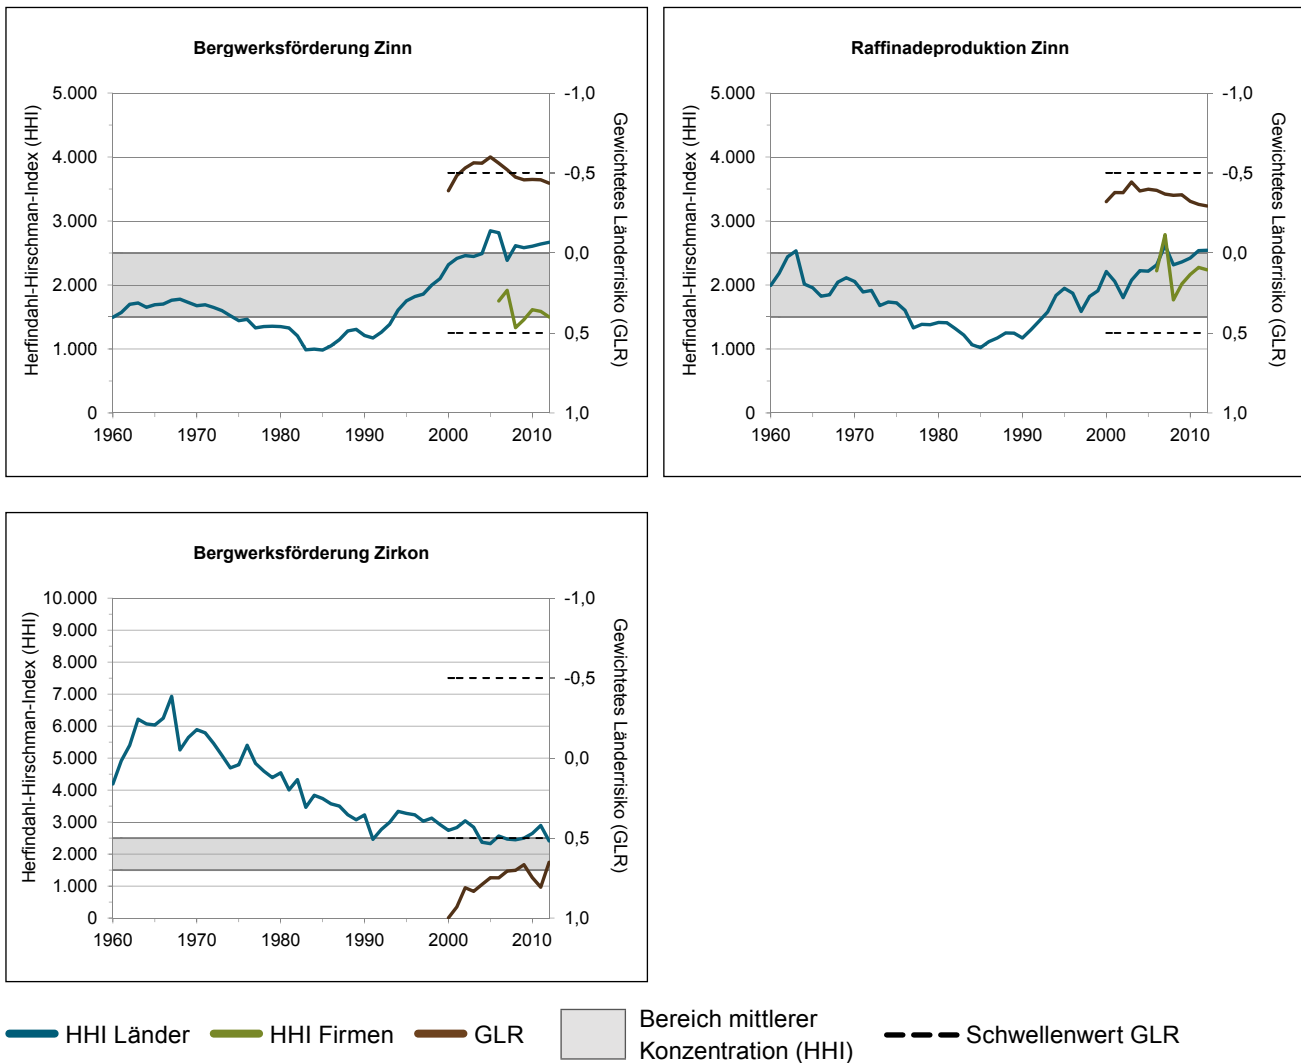 Bergwerksförderung Zinn
Herfindahl-Hirschman-Index (HHI)
5.000
4.000
3.000
2.000
1.000
0
1960 1970 1980 1990 2000 2010
-1,0
-0,5
0,0
0,5
1,0
Gewichtetes Länderrisiko (GLR)
Raffinadeproduktion Zinn
Herfindahl-Hirschman-Index (HHI)
5.000
4.000
3.000
2.000
1.000
0
1960 1970 1980 1990 2000 2010
-1,0
-0,5
0,0
0,5
1,0
Gewichtetes Länderrisiko (GLR)
Bergwerksförderung Zirkon
Herfindahl-Hirschman-Index (HHI)
10.000
9.000
8.000
7.000
6.000
5.000
4.000
3.000
2.000
1.000
0
1960 1970 1980 1990 2000 2010
-1,0
-0,5
0,0
0,5
1,0
Gewichtetes Länderrisiko (GLR)
HHI Länder
HHI Firmen
GLR
Bereich mittlerer
Konzentration (HHI)
Schwellenwert GLR